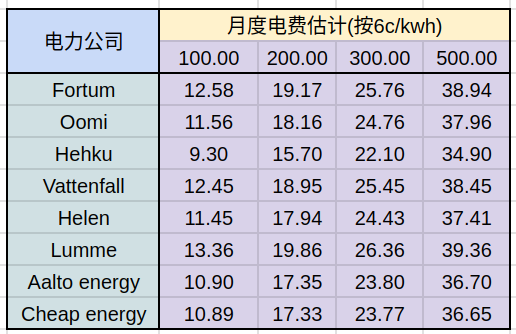 电力公司
月度电费估计(按6c/kwh)
100.00 200.00 300.00 500.00
Fortum 12.58 19.17 25.76 38.94
Oomi 11.56 18.16 24.76 37.96
Hehku 9.30 15.70 22.10 34.90
Vattenfall 12.45 18.95 25.45 38.45
Helen 11.45 17.94 24.43 37.41
Lumme 13.36 19.86 26.36 39.36
Aalto energy 10.90 17.35 23.80 36.70
Cheap energy 10.89 17.33 23.77 36.65